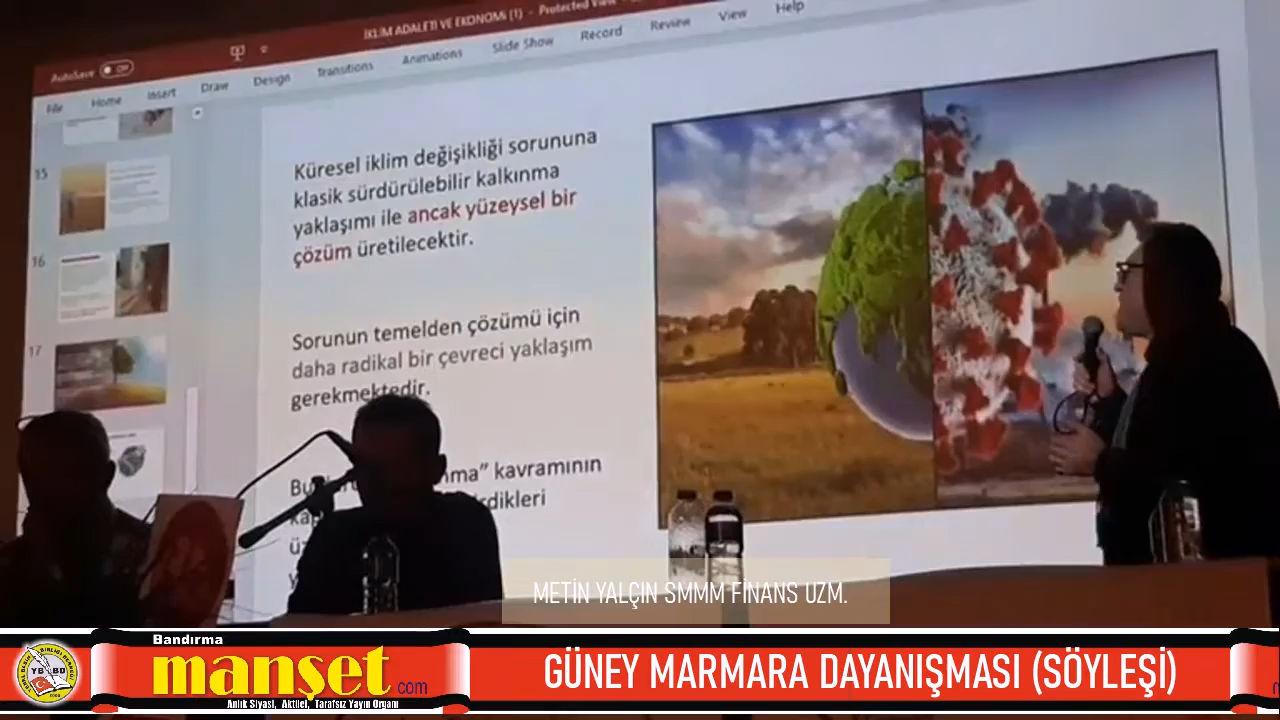 İKLİM ADALETİ VE EKONOMİ (1) - Protected View
AutoSave Off
File Home Insert Draw Design Transitions Animations Slide Show Record Review View Help
15
16
17
Küresel iklim değişikliği sorununa
klasik sürdürülebilir kalkınma
yaklaşımı ile ancak yüzeysel bir
çözüm üretilecektir.
Sorunun temelden çözümü için
daha radikal bir çevreci yaklaşım
gerekmektedir.
kavramının
METİN YALÇIN SMMM FİNANS UZM.
Bandırma
manşet.com
Anlık Siyasi, Aktüel, Tarafsız Yayın Organı
GÜNEY MARMARA DAYANIŞMASI (SÖYLEŞİ)